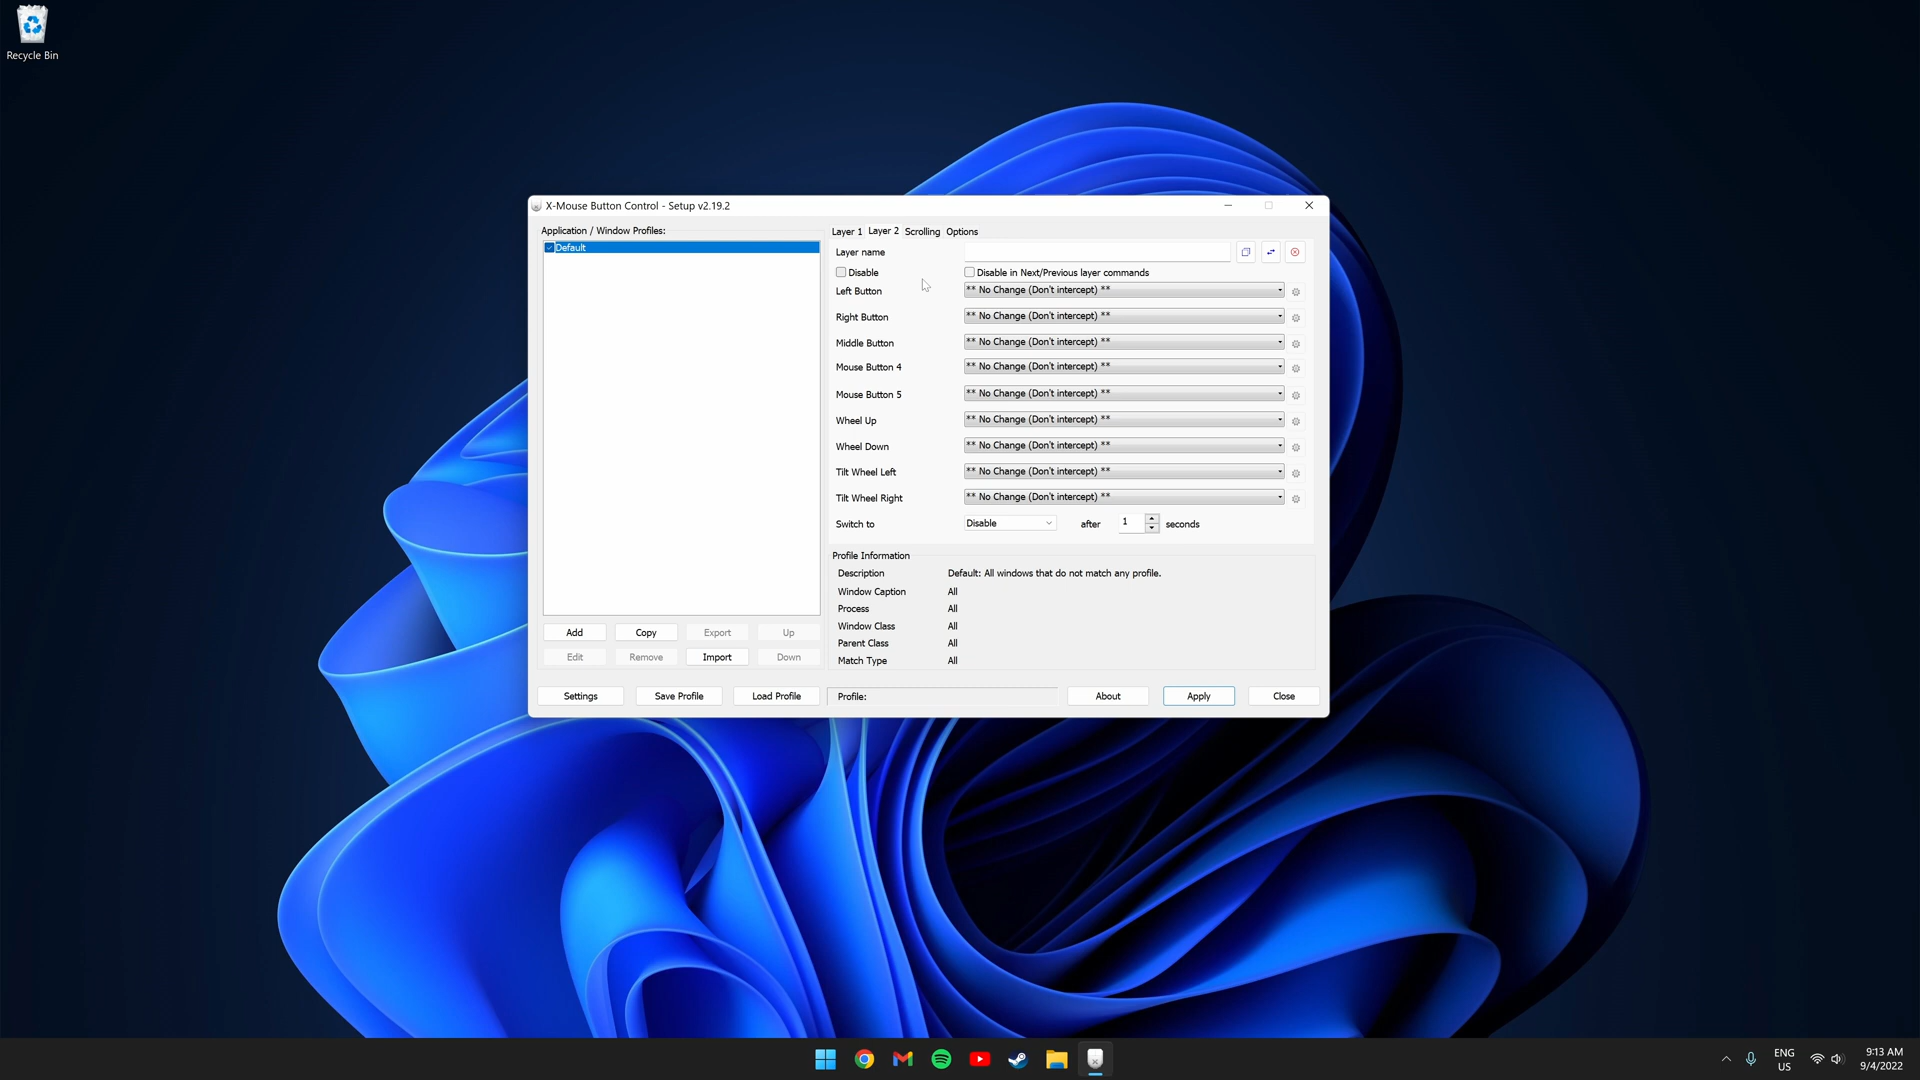 Recycle Bin
X-Mouse Button Control - Setup v2.19.2
Application / Window Profiles:
Default
Layer 1 Layer 2 Scrolling Options
Layer name
Disable Disable in Next/Previous layer commands
Left Button ** No Change (Don't intercept) **
Right Button ** No Change (Don't intercept) **
Middle Button ** No Change (Don't intercept) **
Mouse Button 4 ** No Change (Don't intercept) **
Mouse Button 5 ** No Change (Don't intercept) **
Wheel Up ** No Change (Don't intercept) **
Wheel Down ** No Change (Don't intercept) **
Tilt Wheel Left ** No Change (Don't intercept) **
Tilt Wheel Right ** No Change (Don't intercept) **
Switch to Disable after 1 seconds
Profile Information
Description Default: All windows that do not match any profile.
Window Caption All
Process All
Window Class All
Parent Class All
Match Type All
Add Copy Export Up
Edit Remove Import Down
Settings Save Profile Load Profile Profile: About Apply Close
ENG
US
9:13 AM
9/4/2022